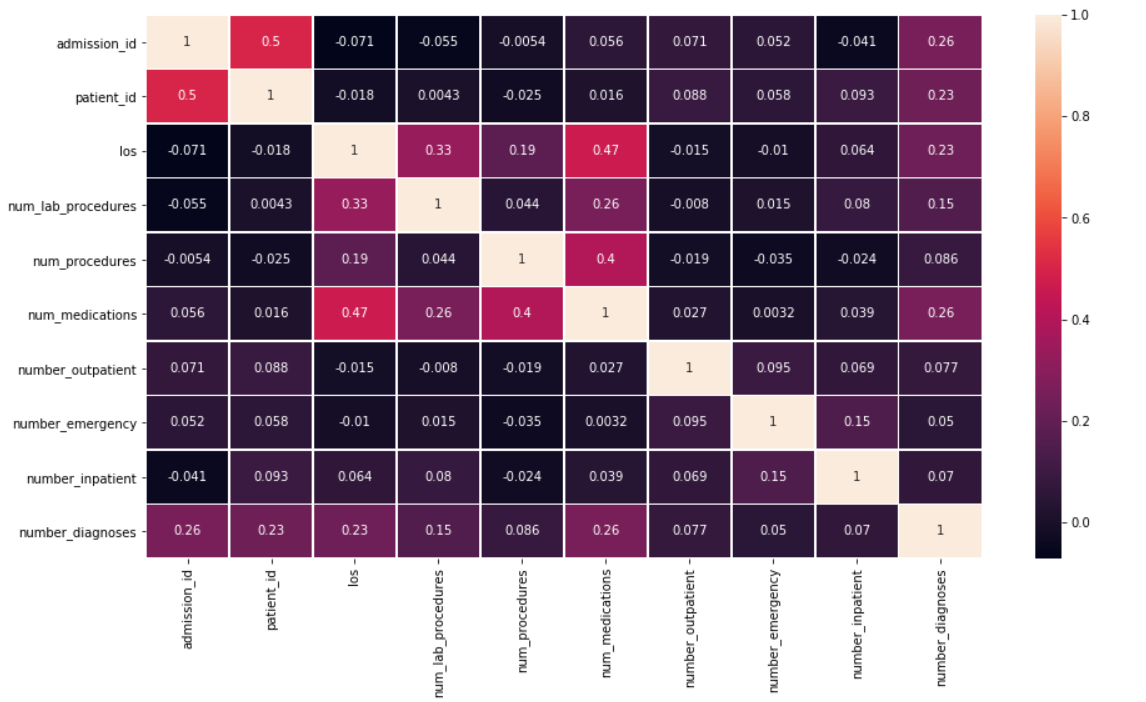 1.0
admission_id 1 0.5 -0.071 -0.055 -0.0054 0.056 0.071 0.052 -0.041 0.26
patient_id 0.5 1 -0.018 0.0043 -0.025 0.016 0.088 0.058 0.093 0.23
0.8
los -0.071 -0.018 1 0.33 0.19 0.47 -0.015 -0.01 0.064 0.23
num_lab_procedures -0.055 0.0043 0.33 1 0.044 0.26 -0.008 0.015 0.08 0.15
0.6
num_procedures -0.0054 -0.025 0.19 0.044 1 0.4 -0.019 -0.035 -0.024 0.086
num_medications 0.056 0.016 0.47 0.26 0.4 1 0.027 0.0032 0.039 0.26
0.4
number_outpatient 0.071 0.088 -0.015 -0.008 -0.019 0.027 1 0.095 0.069 0.077
number_emergency 0.052 0.058 -0.01 0.015 -0.035 0.0032 0.095 1 0.15 0.05
0.2
number_inpatient -0.041 0.093 0.064 0.08 -0.024 0.039 0.069 0.15 1 0.07
number_diagnoses 0.26 0.23 0.23 0.15 0.086 0.26 0.077 0.05 0.07 1
0.0
admission_id
patient_id
los
num_lab_procedures
num_procedures
num_medications
number_outpatient
number_emergency
number_inpatient
number_diagnoses